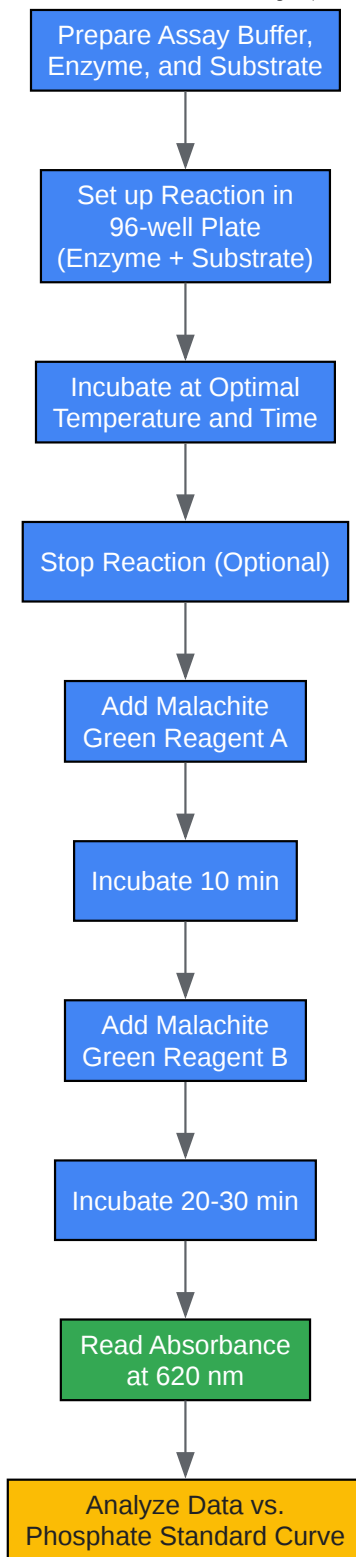 Prepare Assay Buffer,
Enzyme, and Substrate
Set up Reaction in
96-well Plate
(Enzyme + Substrate)
Incubate at Optimal
Temperature and Time
Stop Reaction (Optional)
Add Malachite
Green Reagent A
Incubate 10 min
Add Malachite
Green Reagent B
Incubate 20-30 min
Read Absorbance
at 620 nm
Analyze Data vs.
Phosphate Standard Curve